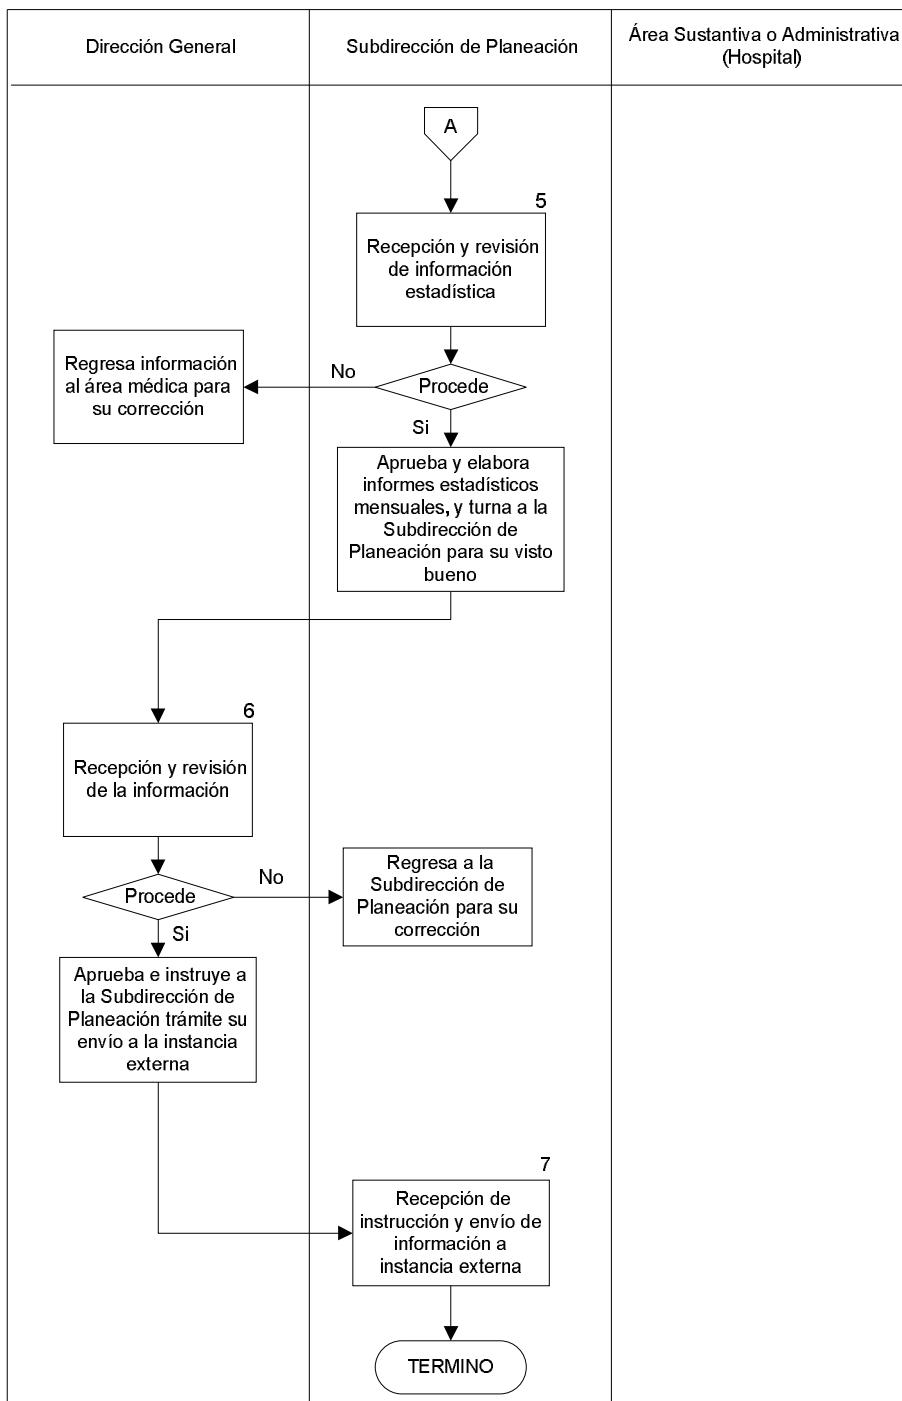 Dirección General
Subdirección de Planeación
Área Sustantiva o Administrativa
(Hospital)
A
5
Recepción y revisión
de información
estadística
Regresa información
al área médica para
su corrección
No
Procede
Si
Aprueba y elabora
informes estadísticos
mensuales, y turna a la
Subdirección de
Planeación para su visto
bueno
6
Recepción y revisión
de la información
Procede
No
Regresa a la
Subdirección de
Planeación para su
corrección
Si
Aprueba e instruye a
la Subdirección de
Planeación trámite su
envío a la instancia
externa
7
Recepción de
instrucción y envío de
información a
instancia externa
TERMINO